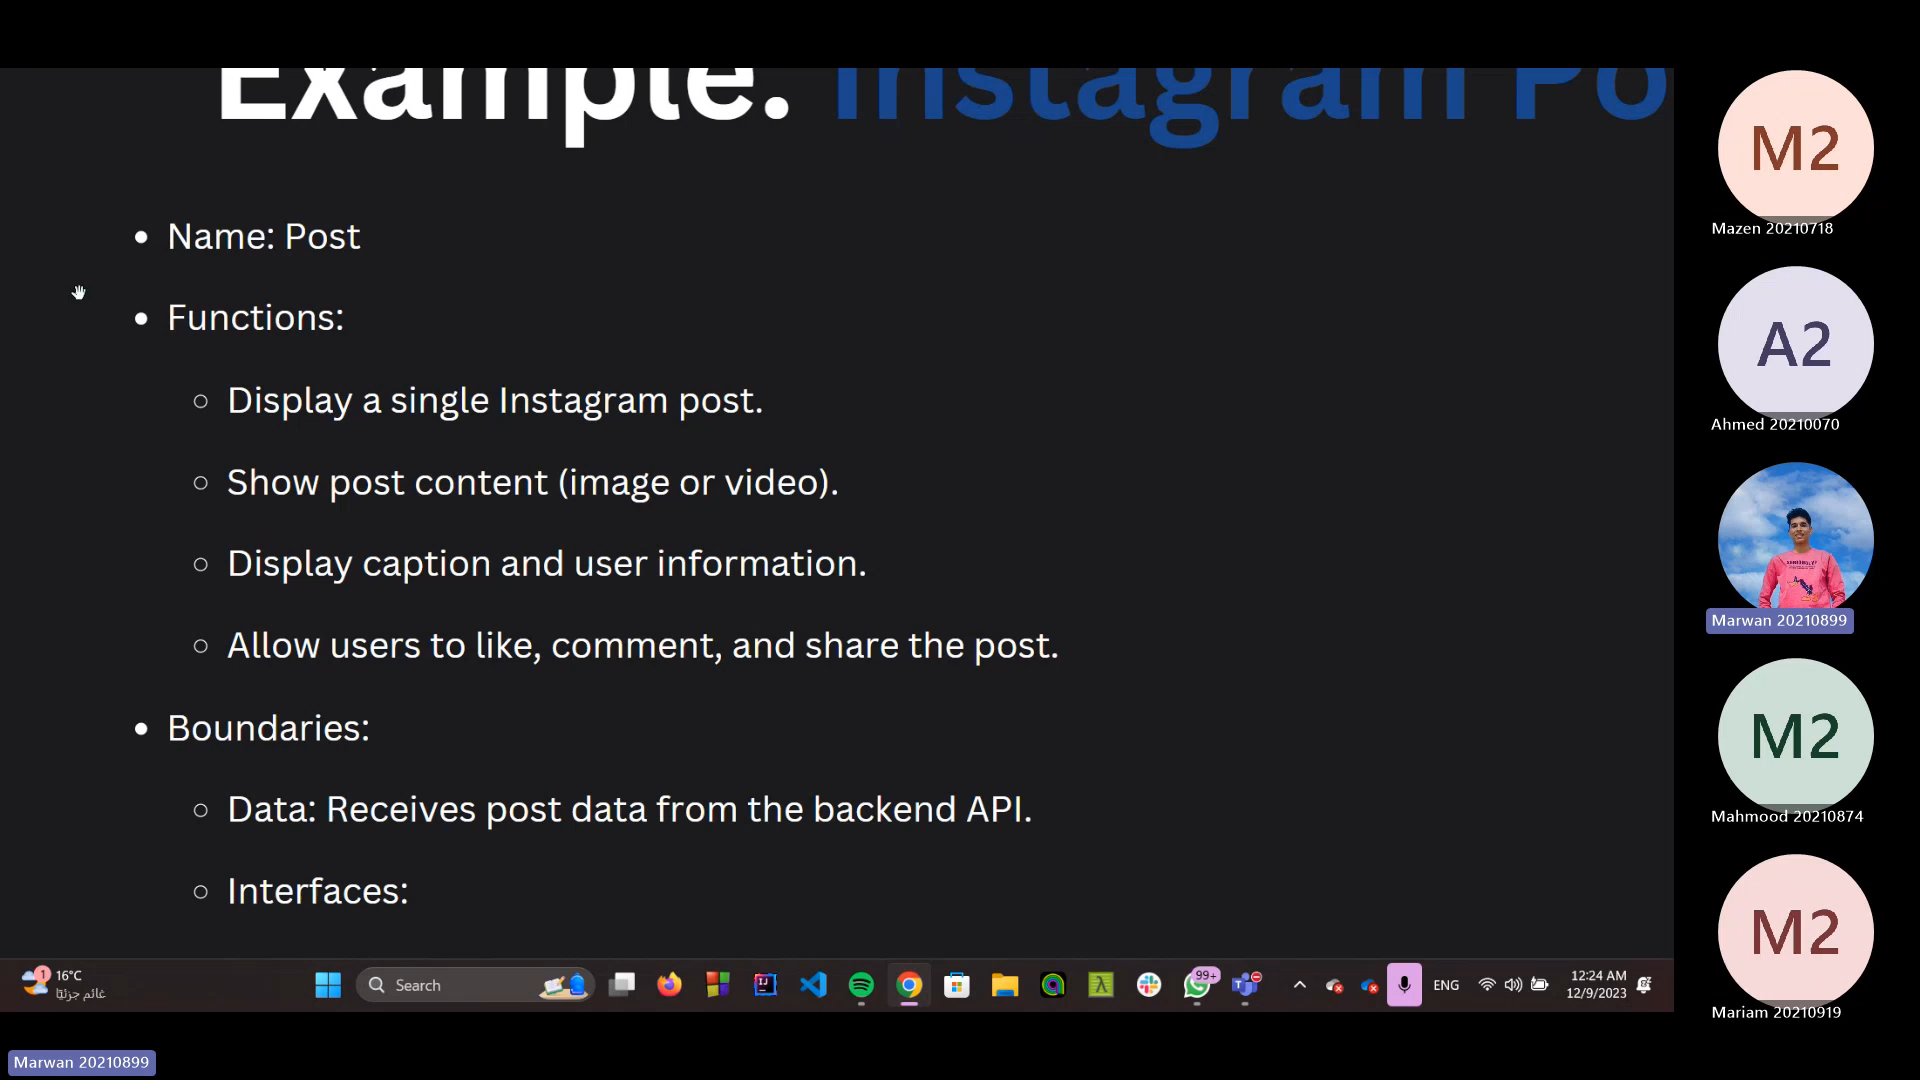 Example: Instagram Po
Name: Post
Functions:
Display a single Instagram post.
Show post content (image or video).
Display caption and user information.
Allow users to like, comment, and share the post.
Boundaries:
Data: Receives post data from the backend API.
Interfaces:
M2
Mazen 20210718
A2
Ahmed 20210070
Marwan 20210899
M2
Mahmood 20210874
M2
Mariam 20210919
1
16°C
غائم جزئيًا
Search
99+
ENG
12:24 AM
12/9/2023
Marwan 20210899